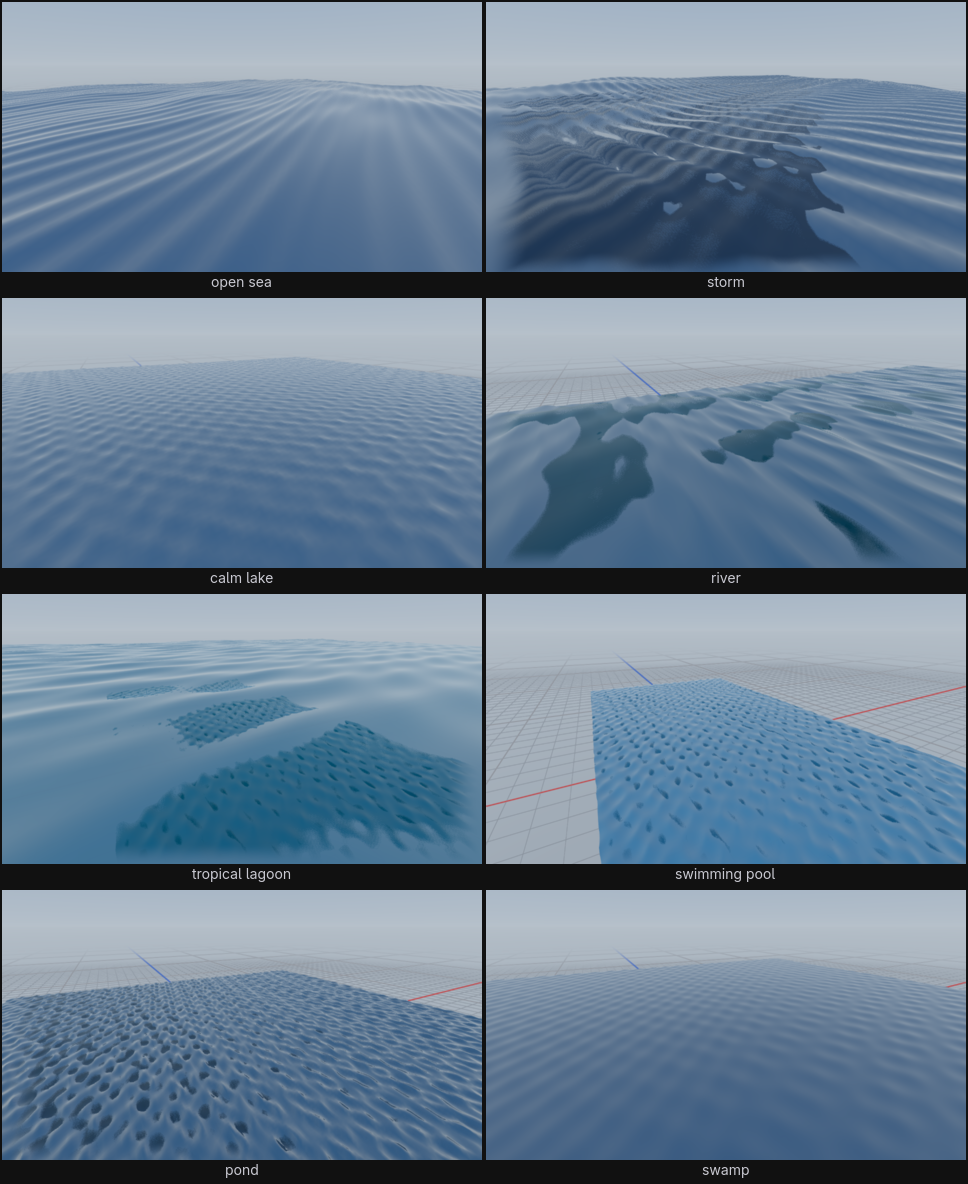 open sea
storm
calm lake
river
tropical lagoon
swimming pool
pond
swamp